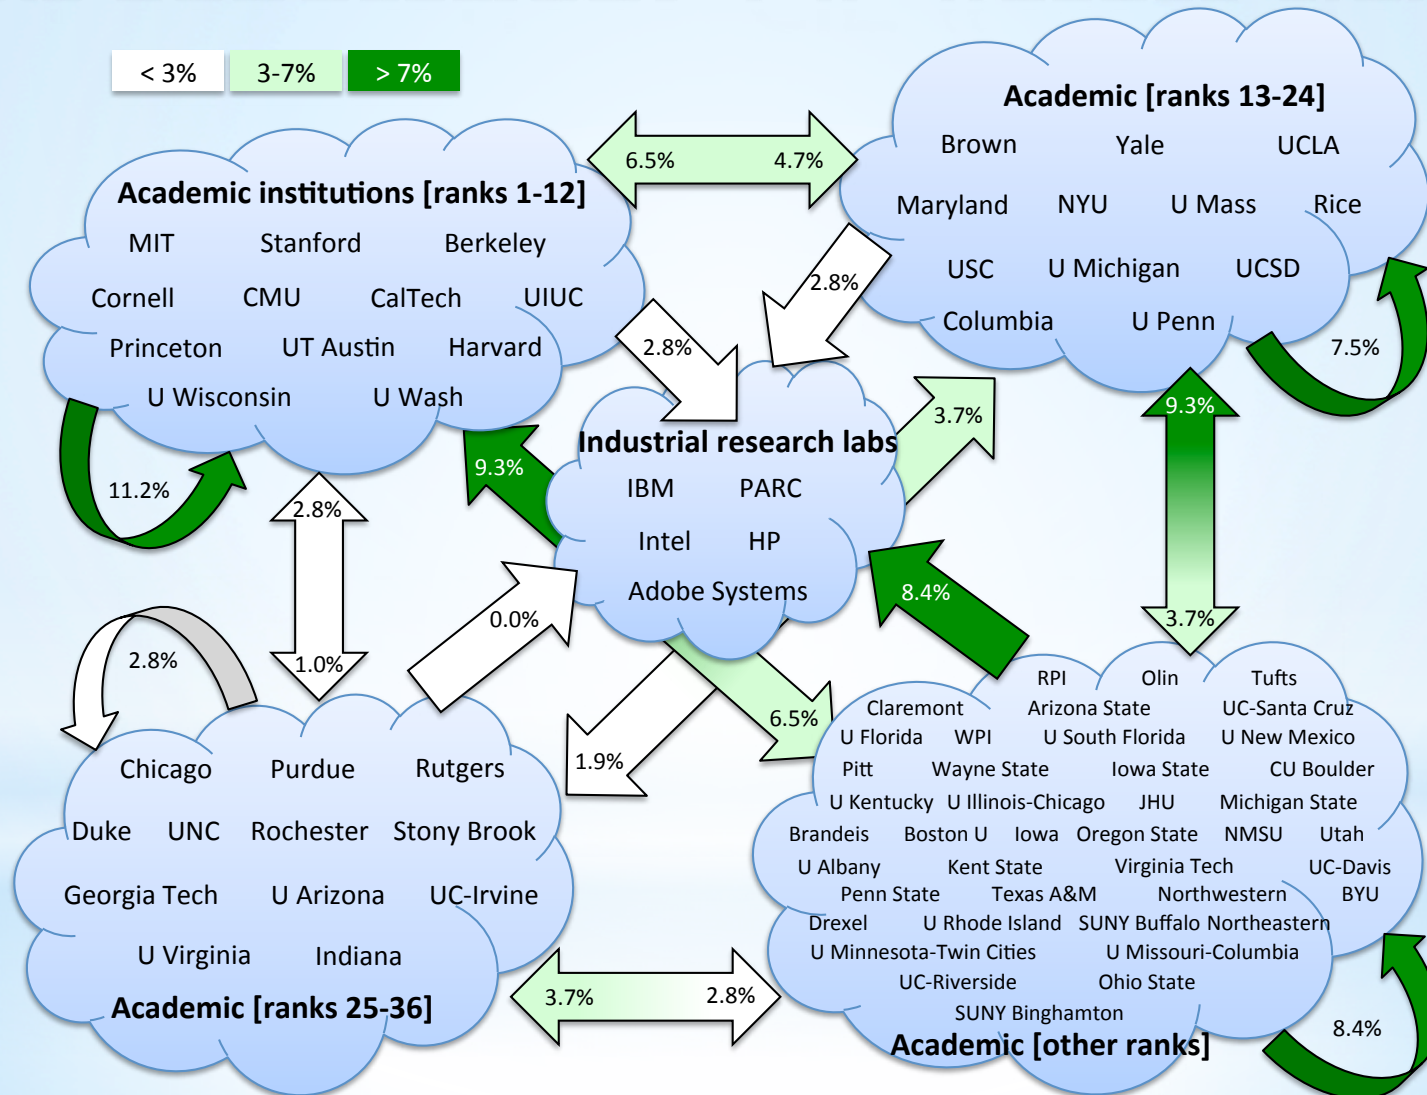 < 3% 3-7% > 7%
Academic institutions [ranks 1-12]
MIT Stanford Berkeley
Cornell CMU CalTech UIUC
Princeton UT Austin Harvard
U Wisconsin U Wash
11.2%
6.5% 4.7%
Academic [ranks 13-24]
Brown Yale UCLA
Maryland NYU U Mass Rice
USC U Michigan UCSD
Columbia U Penn
7.5%
2.8%
2.8%
9.3%
3.7%
Industrial research labs
IBM PARC
Intel HP
Adobe Systems
2.8%
1.0%
0.0%
8.4%
9.3%
3.7%
1.9%
6.5%
2.8%
Chicago Purdue Rutgers
Duke UNC Rochester Stony Brook
Georgia Tech U Arizona UC-Irvine
U Virginia Indiana
Academic [ranks 25-36]
3.7% 2.8%
RPI Olin Tufts
Claremont Arizona State UC-Santa Cruz
U Florida WPI U South Florida U New Mexico
Pitt Wayne State Iowa State CU Boulder
U Kentucky U Illinois-Chicago JHU Michigan State
Brandeis Boston U Iowa Oregon State NMSU Utah
U Albany Kent State Virginia Tech UC-Davis
Penn State Texas A&M Northwestern BYU
Drexel U Rhode Island SUNY Buffalo Northeastern
U Minnesota-Twin Cities U Missouri-Columbia
UC-Riverside Ohio State
SUNY Binghamton
Academic [other ranks]
8.4%